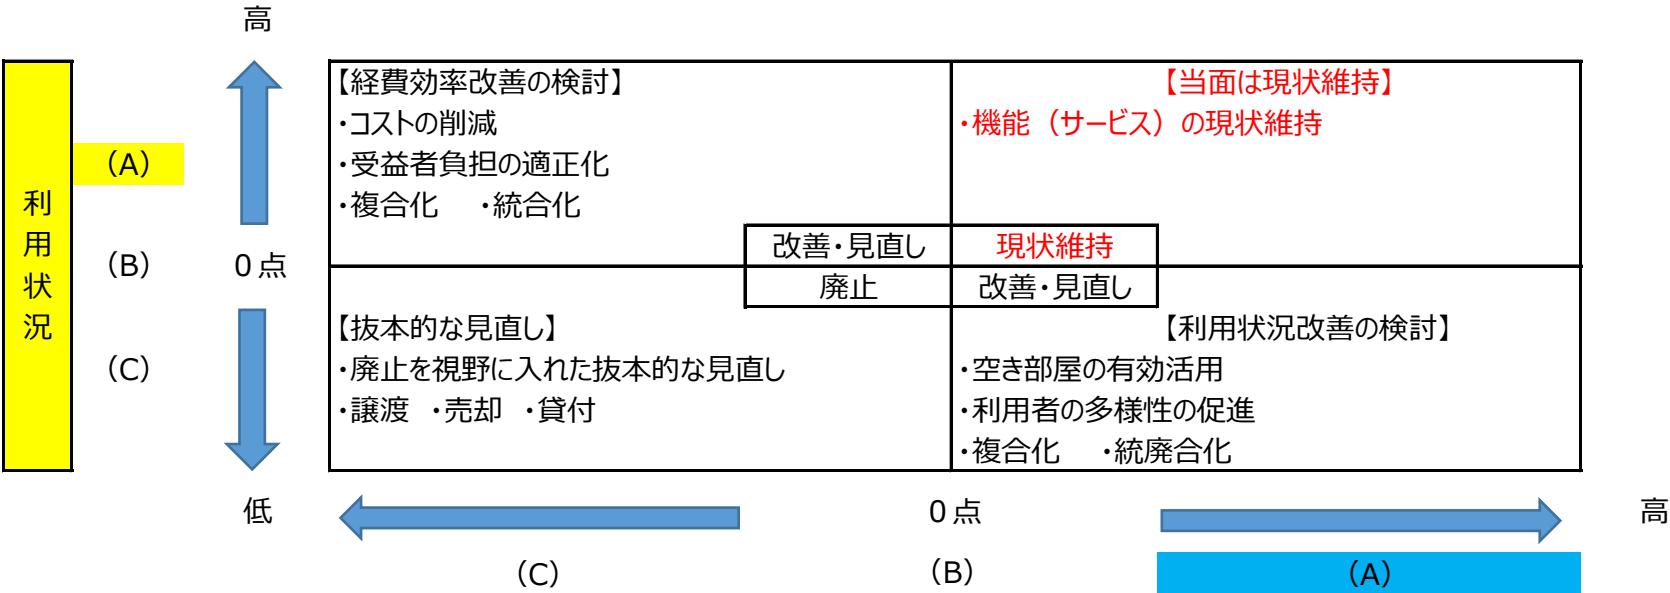 高
【経費効率改善の検討】
・コストの削減
・受益者負担の適正化
・複合化 ・統合化
【当面は現状維持】
・機能（サービス）の現状維持
利用状況
（A）
（B）
（C）
0点
改善・見直し
現状維持
廃止
改善・見直し
【抜本的な見直し】
・廃止を視野に入れた抜本的な見直し
・譲渡 ・売却 ・貸付
【利用状況改善の検討】
・空き部屋の有効活用
・利用者の多様性の促進
・複合化 ・統廃合化
低
0点
高
（C）
（B）
（A）